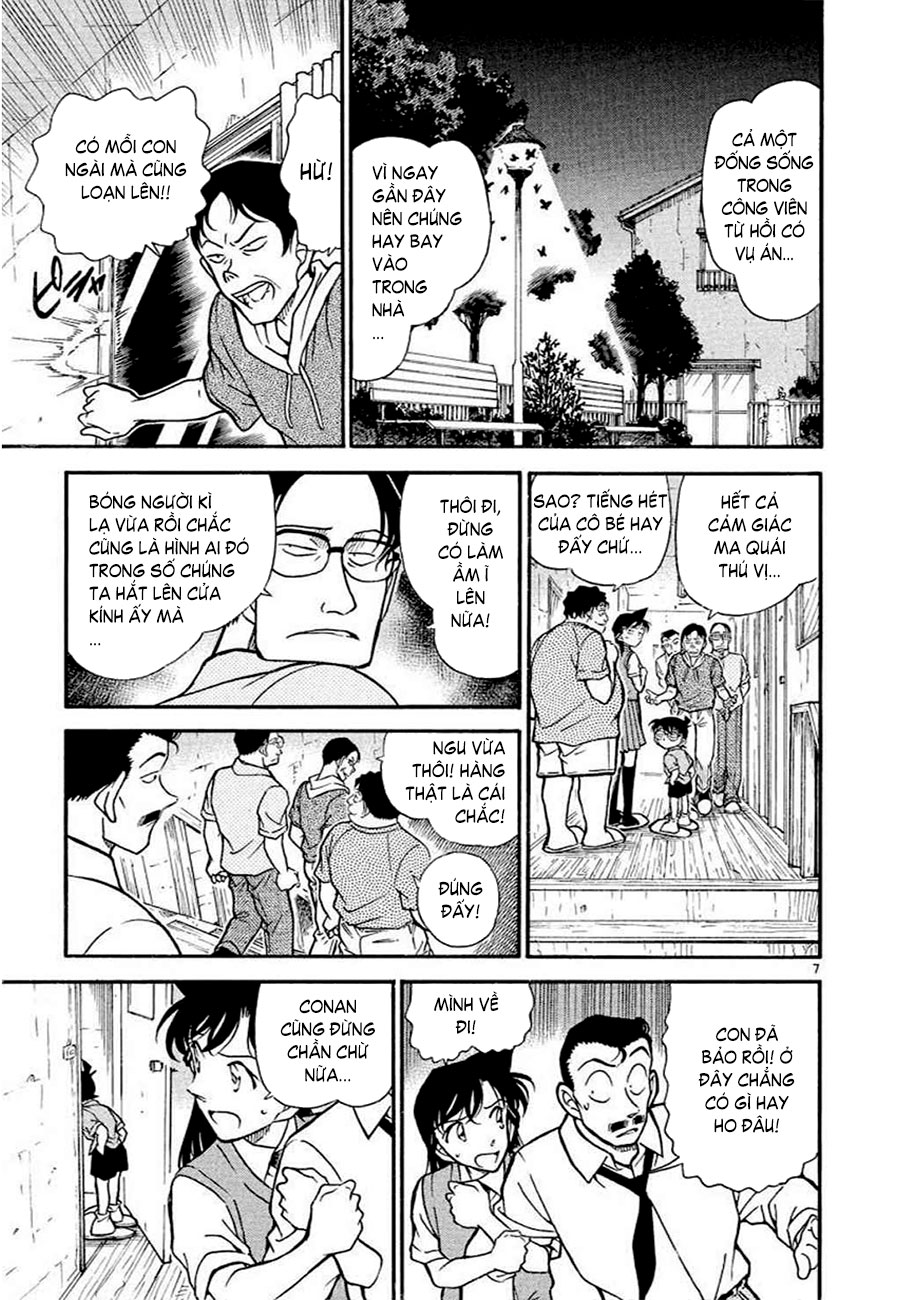 CẢ MỘT
ĐỐNG SỐNG
TRONG
CÔNG VIÊN
TỪ HỒI CÓ
VỤ ÁN...
VÌ NGAY
GẦN ĐÂY
NÊN CHÚNG
HAY BAY
VÀO
TRONG
NHÀ
...
HỪ!
CÓ MỖI CON
NGÀI MÀ CŨNG
LOẠN LÊN!!
ピシャ
HẾT CẢ
CẢM GIÁC
MA QUÁI
THÚ VỊ...
SAO? TIẾNG HÉT
CỦA CÔ BÉ HAY
ĐẤY CHỨ...
THÔI ĐI,
ĐỪNG
CÓ LÀM
ẦM Ĩ
LÊN
NỮA!
BÓNG NGƯỜI KÌ
LẠ VỪA RỒI CHẮC
CŨNG LÀ HÌNH AI ĐÓ
TRONG SỐ CHÚNG
TA HẮT LÊN CỬA
KÍNH ẤY MÀ
...
NGU VỪA
THÔI! HÀNG
THẬT LÀ CÁI
CHẮC!
ĐÚNG
ĐẤY!
7
CON ĐÃ
BẢO RỒI! Ở
ĐÂY CHẲNG
CÓ GÌ HAY
HO ĐÂU!
MÌNH VỀ
ĐI!
CONAN
CŨNG ĐỪNG
CHẦN CHỪ
NỮA...